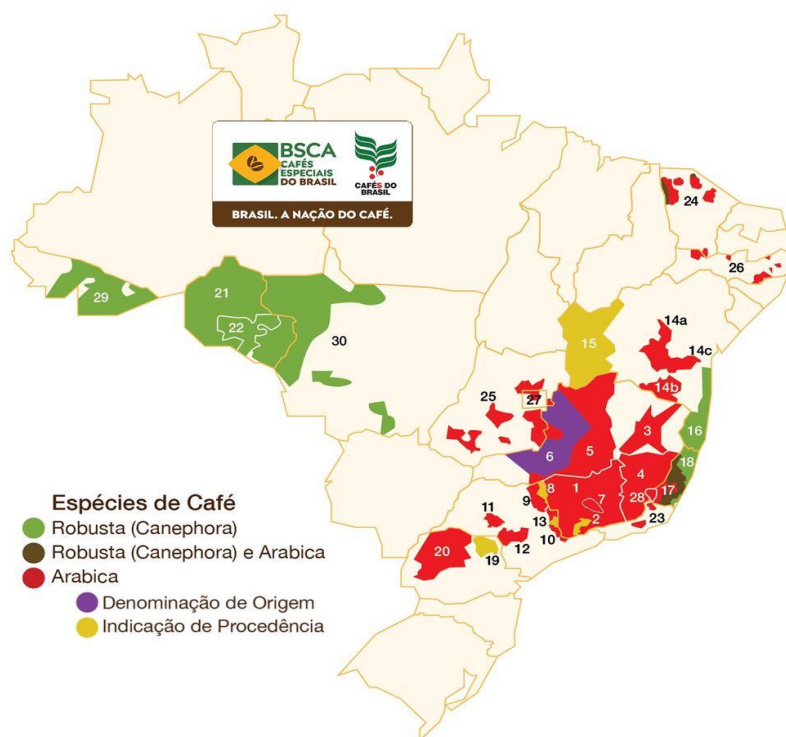 BSCA
CAFÉS
ESPECIAIS
DO BRASIL
CAFÉS DO
BRASIL
BRASIL. A NAÇÃO DO CAFÉ.
24
26
29
21
22
30
15
14a
14c
14b
25
27
3
16
6
5
18
4
8
1
9
7
28
17
11
13
2
23
10
12
20
19
Espécies de Café
Robusta (Canephora)
Robusta (Canephora) e Arabica
Arabica
Denominação de Origem
Indicação de Procedência